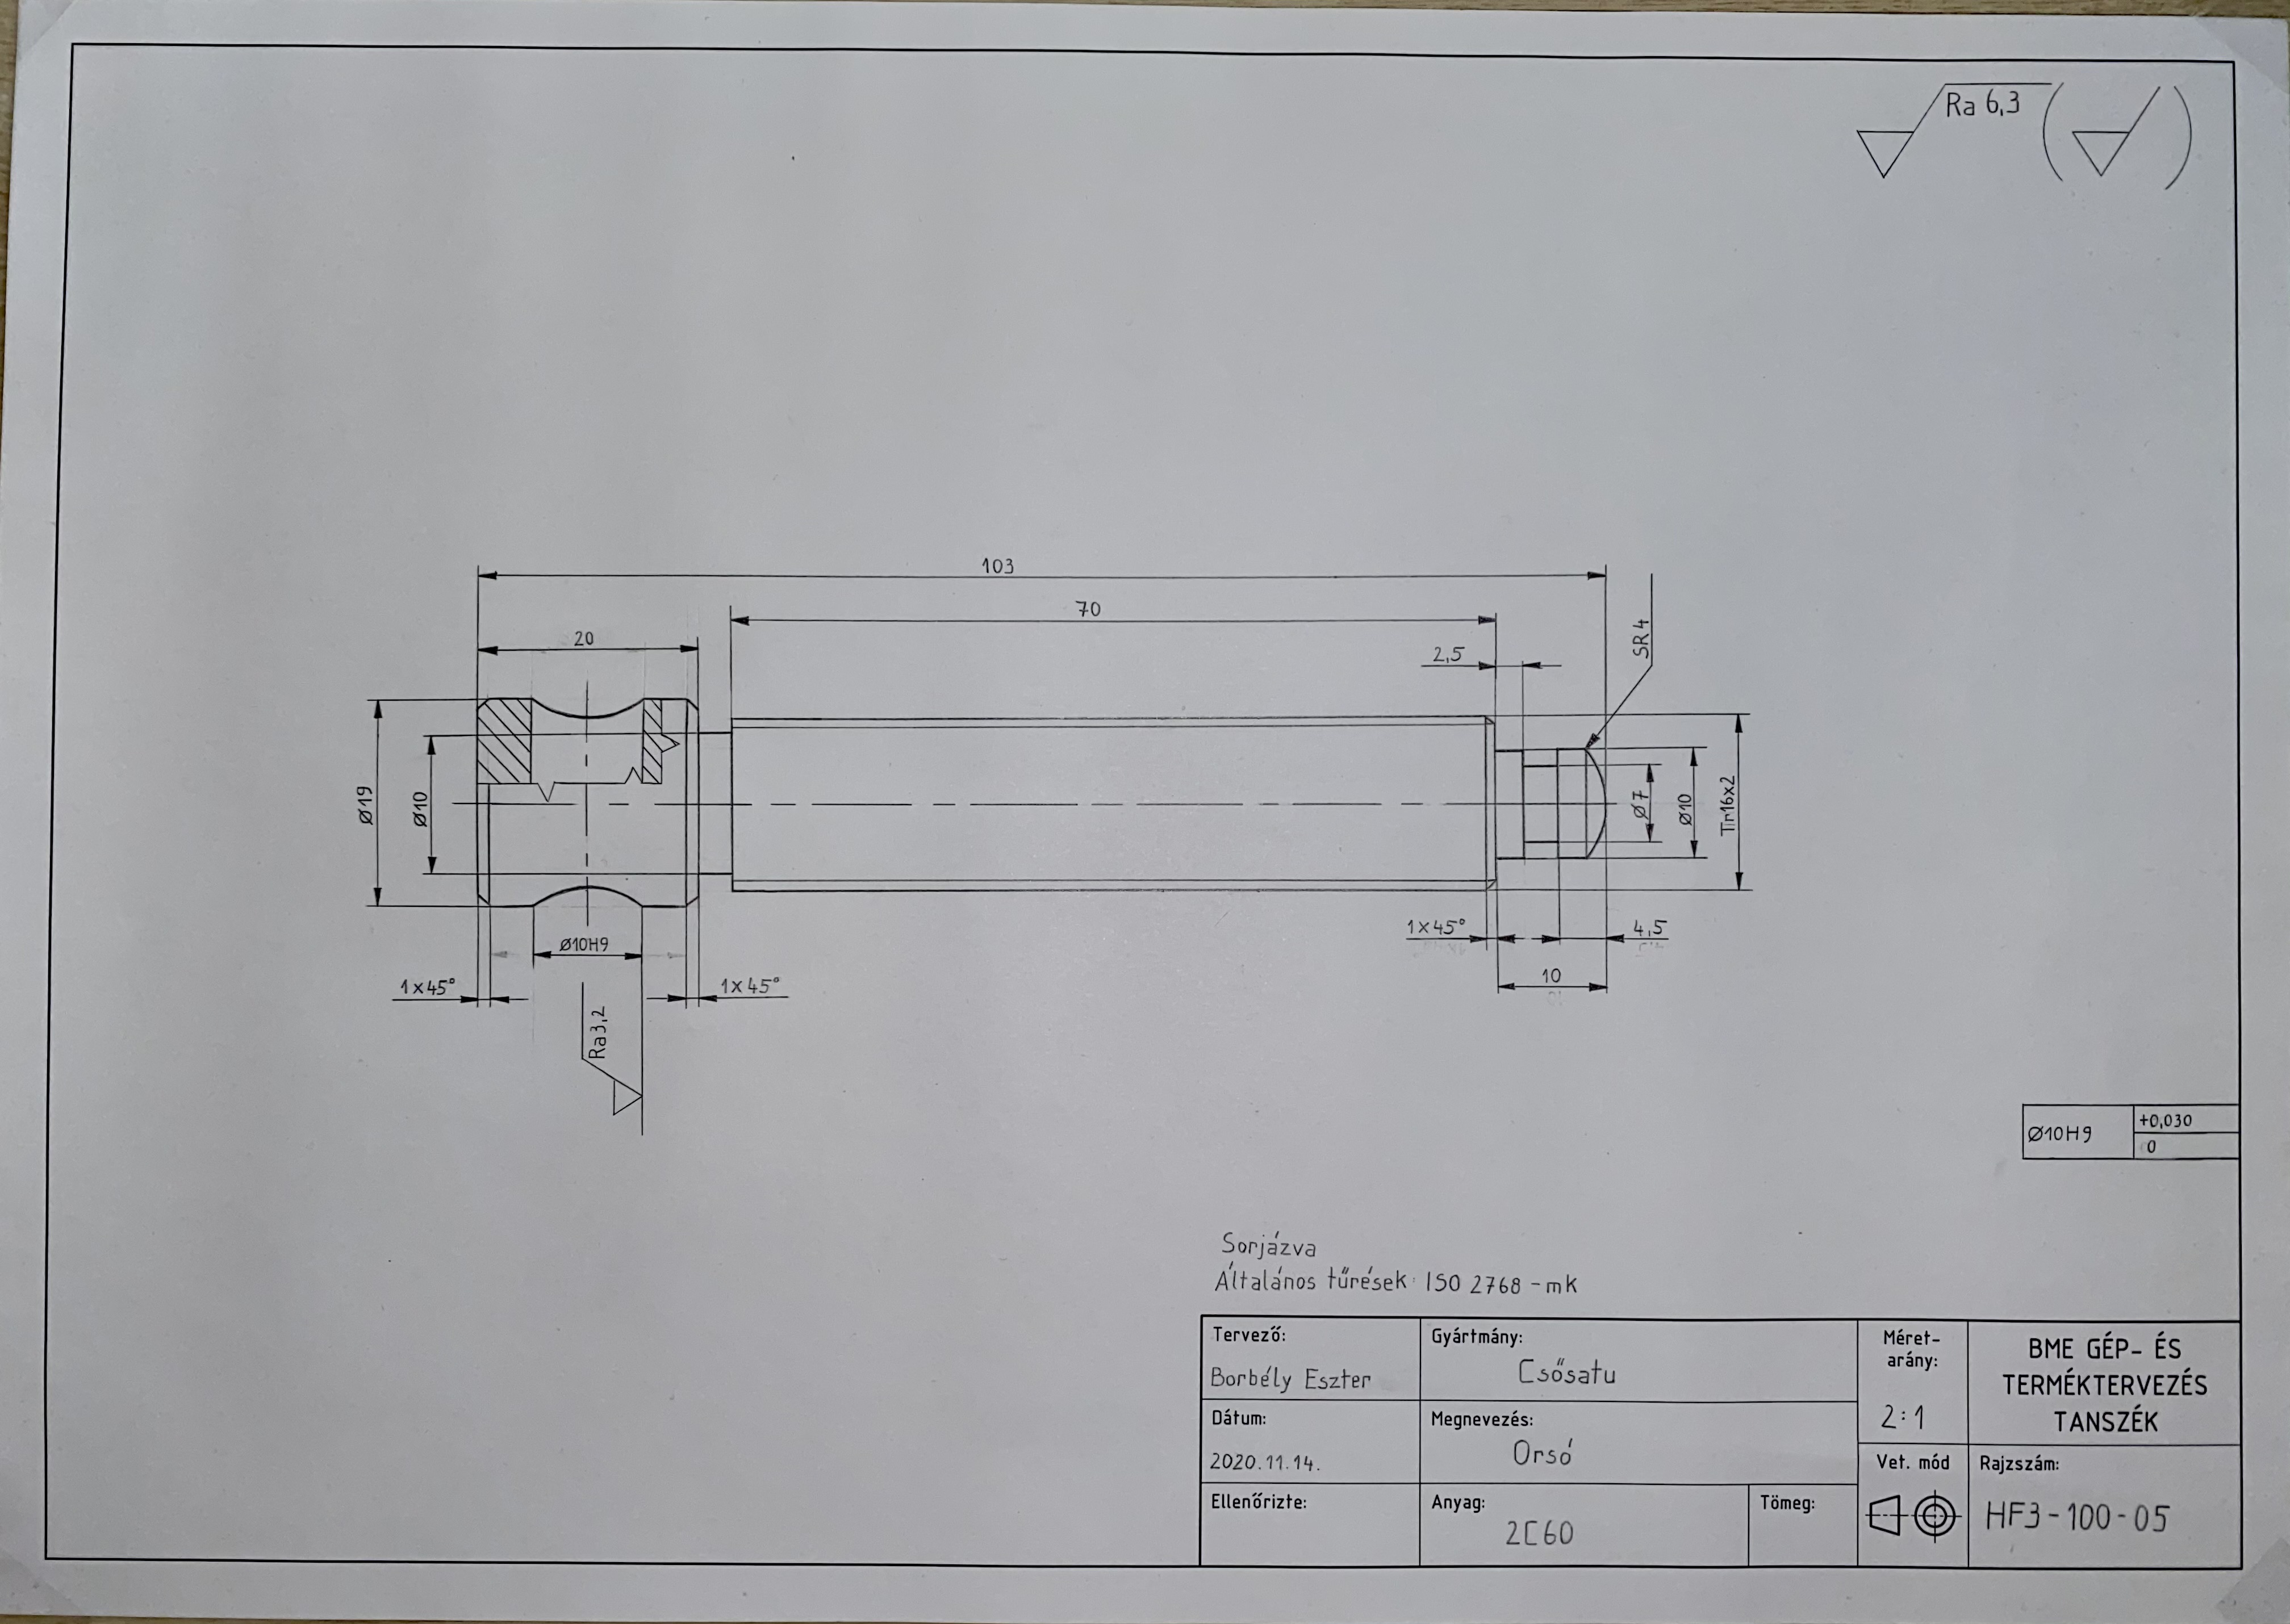 Ra 6,3
103
70
20
2,5
SR4
Ø19
Ø10
Ø7
Ø10
Tr16x2
Ø10H9
1x45°
1x45°
Ra3,2
1x45°
4,5
10
Ø10H9
+0,030
0
Sorjázva
Általános tűrések: ISO 2768-mk
Tervező:
Borbély Eszter
Gyártmány:
Csősatu
Méret-
arány:
2:1
BME GÉP- ÉS
TERMÉKTERVEZÉS
TANSZÉK
Dátum:
2020.11.14.
Megnevezés:
Orsó
Vet. mód
Rajzszám:
HF3-100-05
Ellenőrizte:
Anyag:
2C60
Tömeg: